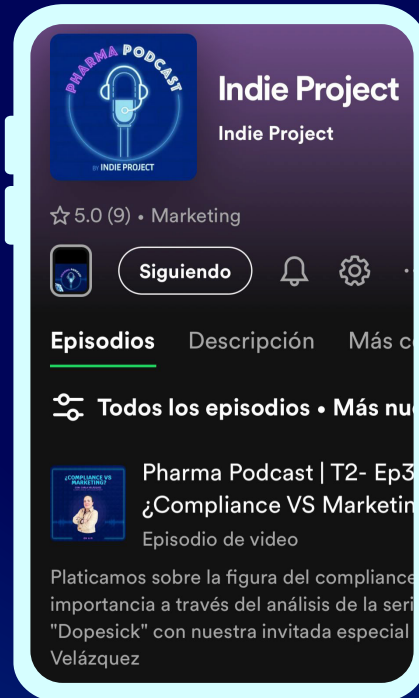 PHARMA PODCAST
BY INDIE PROJECT
Indie Project
Indie Project
5.0 (9) • Marketing
Siguiendo
Episodios Descripción Más c
Todos los episodios • Más nu
¿COMPLIANCE VS
MARKETING?
Pharma Podcast | T2- Ep3
¿Compliance VS Marketin
Episodio de video
Platicamos sobre la figura del compliance
importancia a través del análisis de la seri
"Dopesick" con nuestra invitada especial
Velázquez